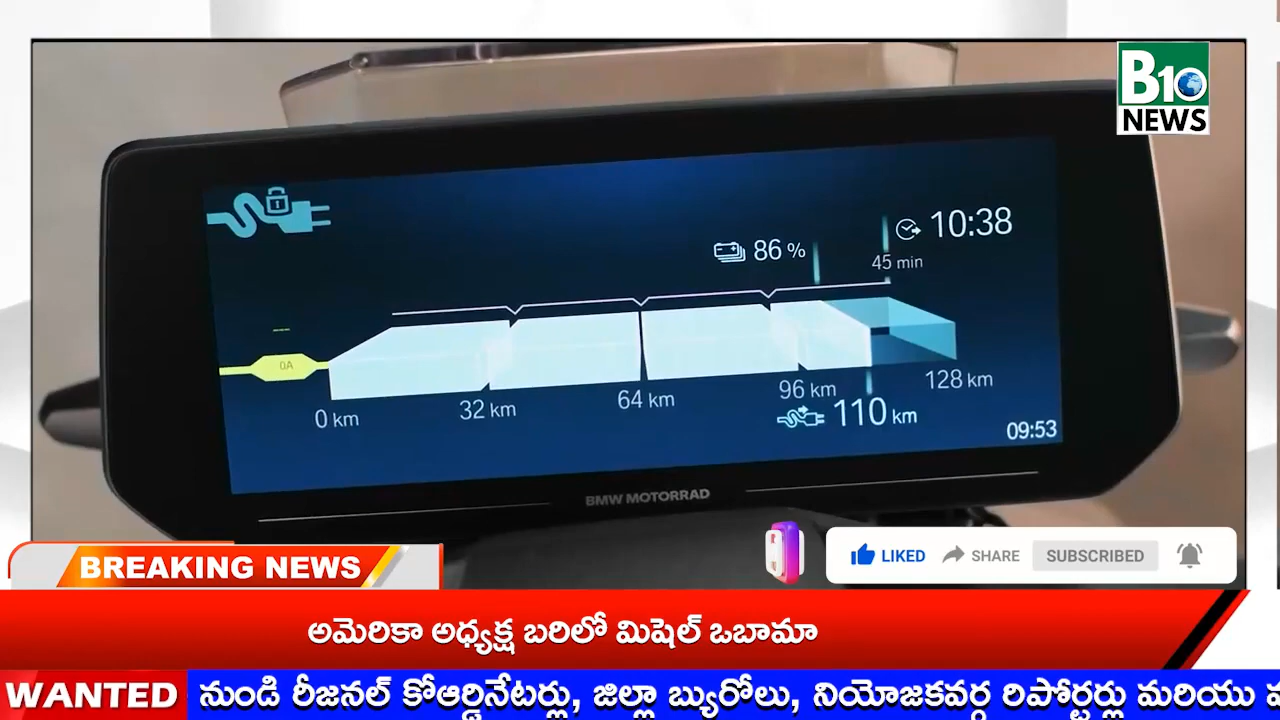 B10
NEWS
10:38
86 %
45 min
0A
0 km
32 km
64 km
96 km
128 km
110 km
09:53
BMW MOTORRAD
LIKED
SHARE
SUBSCRIBED
BREAKING NEWS
అమెరికా అధ్యక్ష బరిలో మిషెల్ ఒబామా
WANTED
నుండి రీజనల్ కోఆర్డినేటర్లు, జిల్లా బ్యురోలు, నియోజకవర్గ రిపోర్టర్లు మరియు